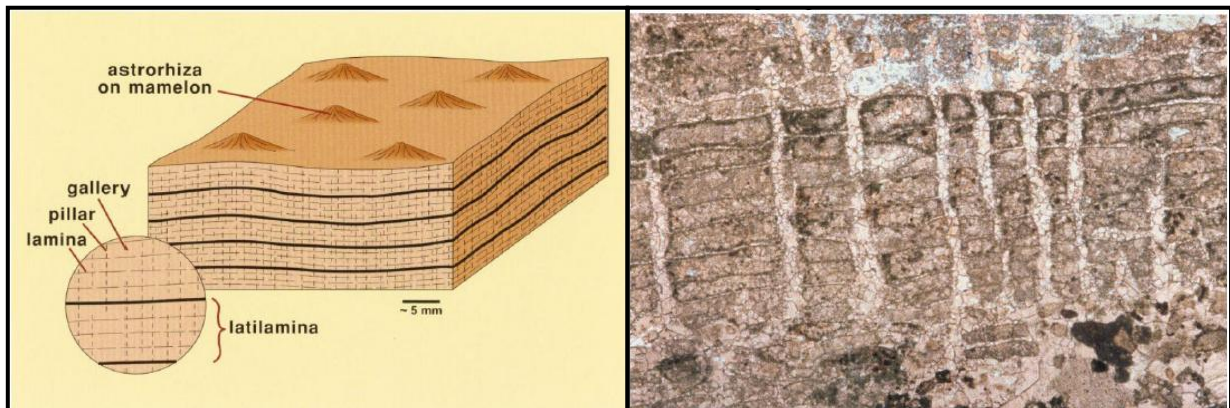 astrorhiza
on mamelon
gallery
pillar
lamina
~ 5 mm
latilamina